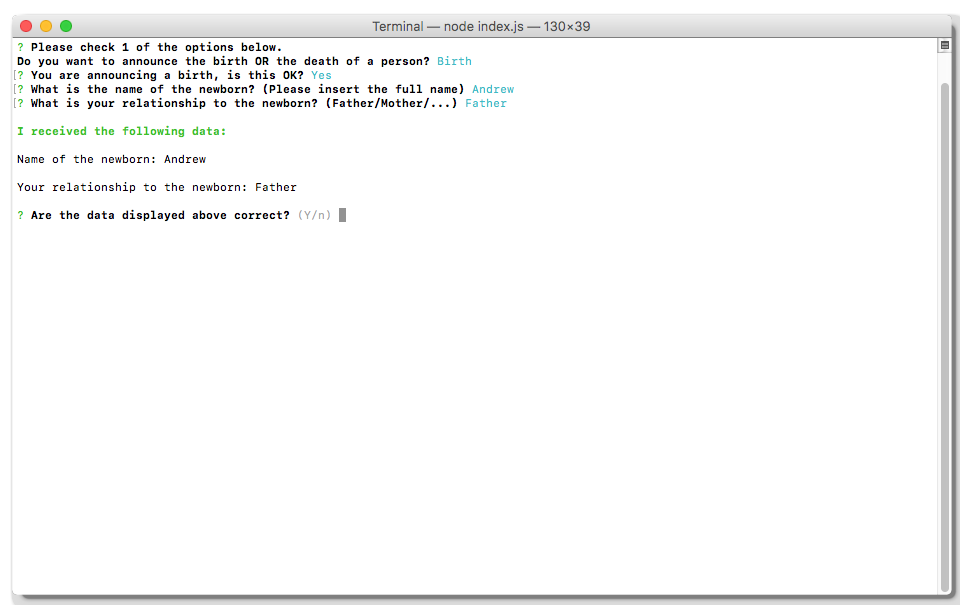 Terminal — node index.js — 130×39
? Please check 1 of the options below.
Do you want to announce the birth OR the death of a person? Birth
[? You are announcing a birth, is this OK? Yes
[? What is the name of the newborn? (Please insert the full name) Andrew
[? What is your relationship to the newborn? (Father/Mother/...) Father
I received the following data:
Name of the newborn: Andrew
Your relationship to the newborn: Father
? Are the data displayed above correct? (Y/n)